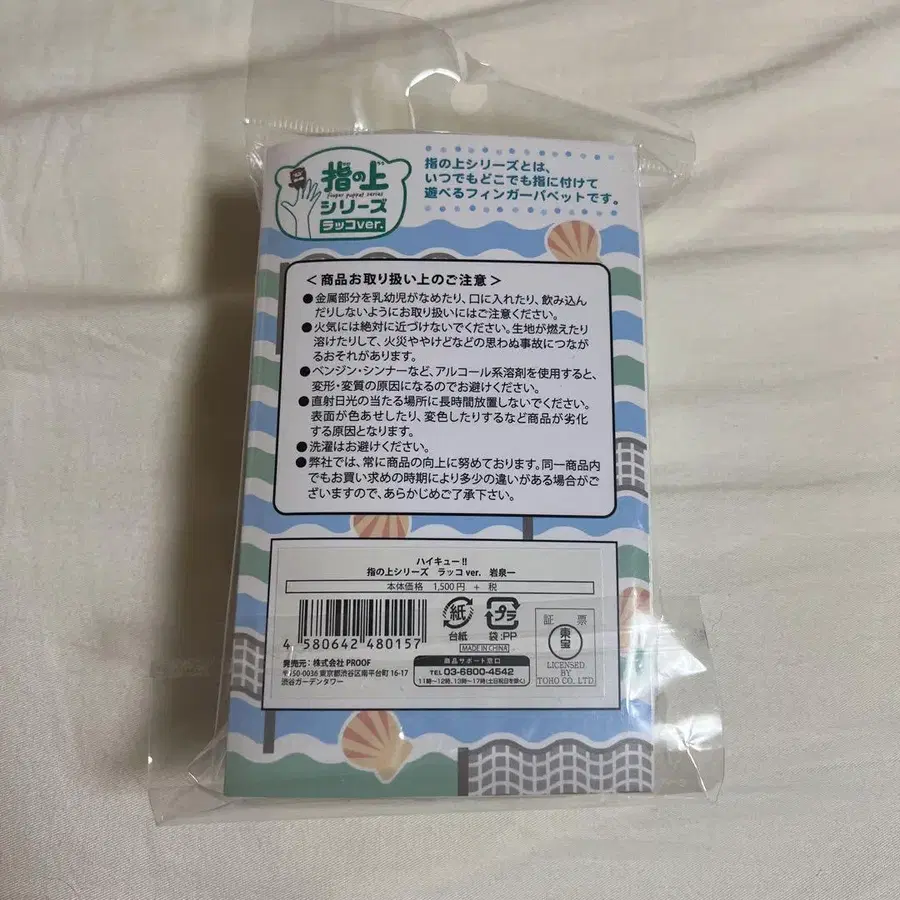 指の上
finger puppet series
シリーズ
ラッコver.
指の上シリーズとは、
いつでもどこでも指に付けて
遊べるフィンガーパペットです。
＜商品お取り扱い上のご注意＞
●金属部分を乳幼児がなめたり、口に入れたり、飲み込ん
だりしないようにお取り扱いにはご注意ください。
●火気には絶対に近づけないでください。生地が燃えたり
溶けたりして、火災ややけどなどの思わぬ事故につなが
るおそれがあります。
●ベンジン・シンナーなど、アルコール系溶剤を使用すると、
変形・変質の原因になるのでお避けください。
●直射日光の当たる場所に長時間放置しないでください。
表面が色あせしたり、変色したりするなど商品が劣化
する原因となります。
●洗濯はお避けください。
●弊社では、常に商品の向上に努めております。同一商品内
でもお買い求めの時期により多少の違いがある場合がご
ざいますので、あらかじめご了承下さい。
ハイキュー!!
指の上シリーズ ラッコver. 岩泉一
本体価格 1,500円 + 税
4 580642 480157
紙
台紙
プラ
袋:PP
MADE IN CHINA
発売元：株式会社 PROOF
〒150-0036 東京都渋谷区南平台町 16-17
渋谷ガーデンタワー
商品サポート窓口
TEL 03-6800-4542
11時〜12時、13時〜17時(土日祝日を除く)
証 票
東宝
LICENSED
BY
TOHO CO., LTD.